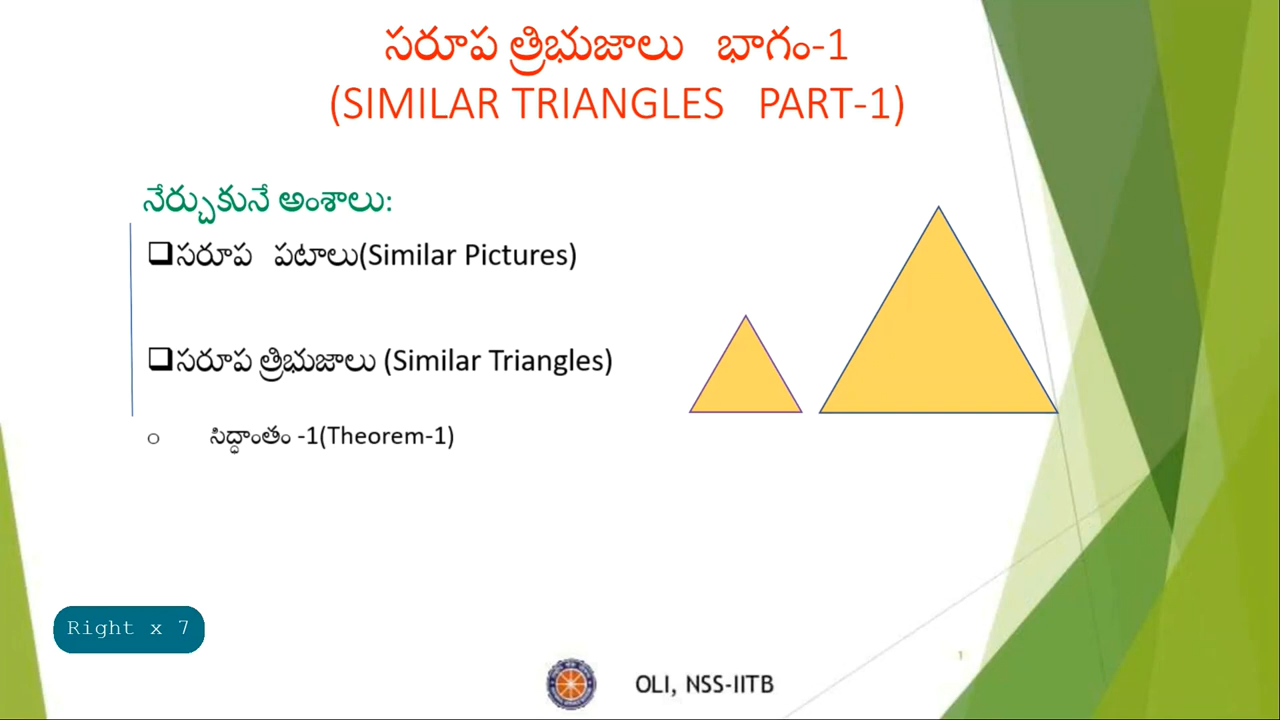 సరూప త్రిభుజాలు భాగం-1
(SIMILAR TRIANGLES PART-1)
నేర్చుకునే అంశాలు:
❑సరూప పటాలు(Similar Pictures)
❑సరూప త్రిభుజాలు (Similar Triangles)
o సిద్ధాంతం -1(Theorem-1)
Right x 7
1
OLI, NSS-IITB